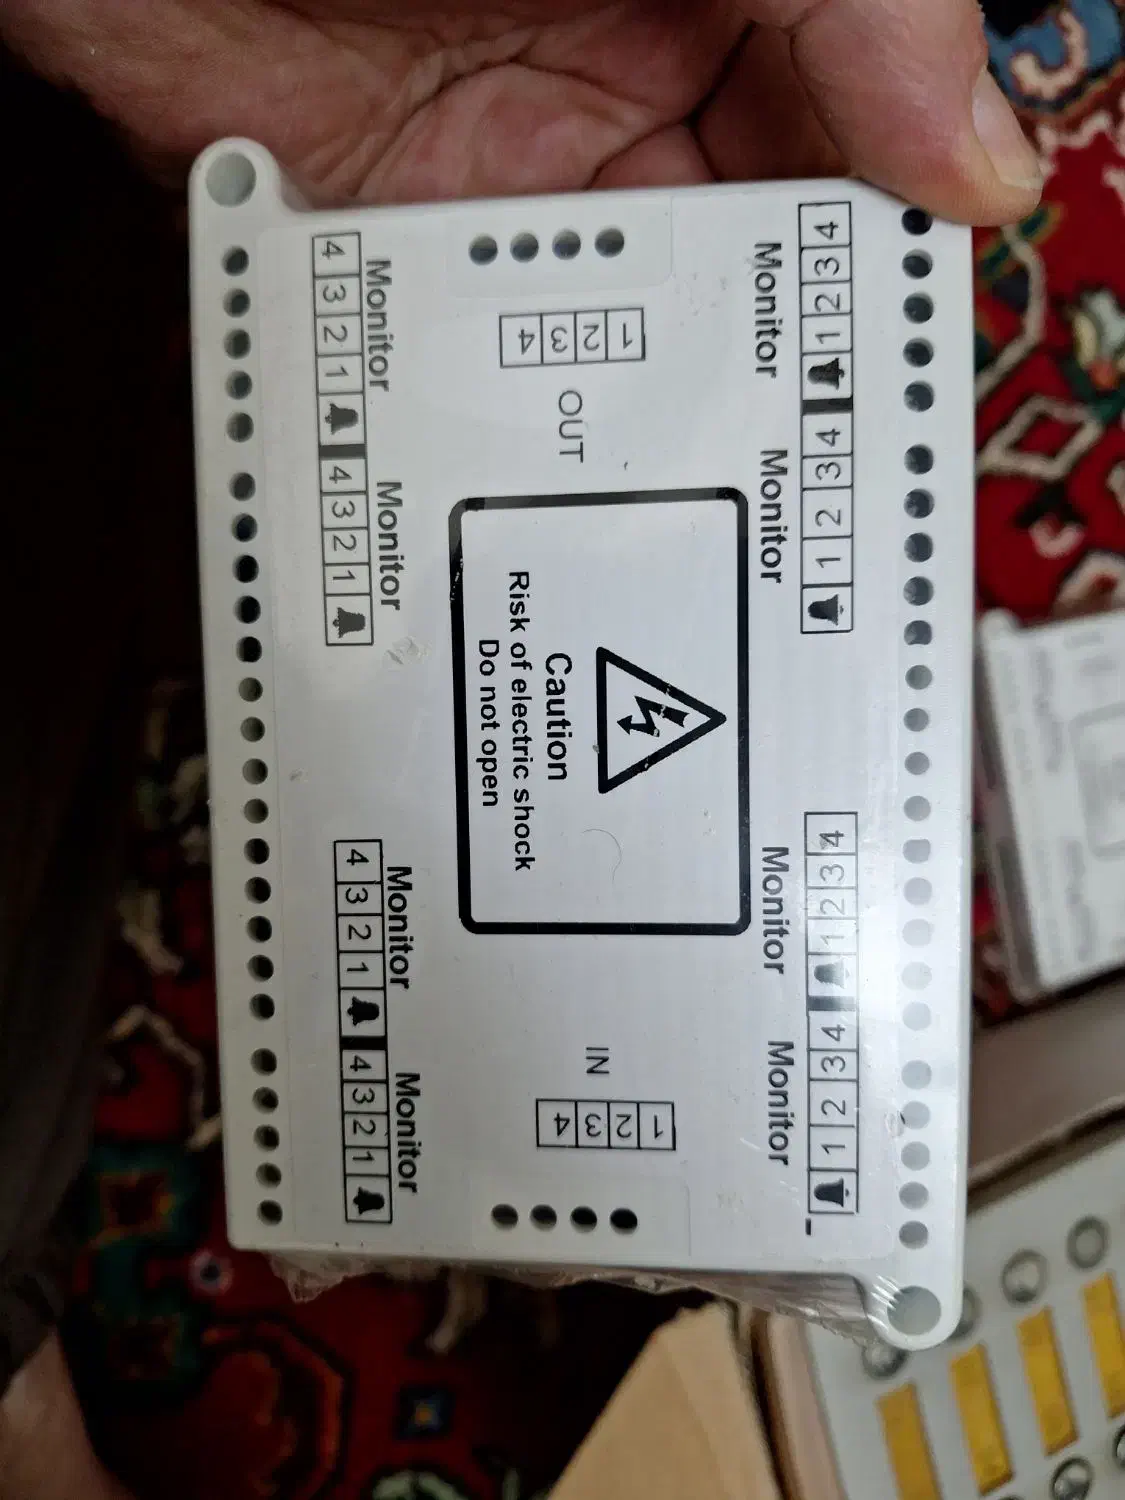 4 3 2 1 4 3 2 1 4 3 2 1 4 3 2 1
Monitor Monitor Monitor Monitor
1
2
3
4
OUT
Caution
Risk of electric shock
Do not open
IN
1
2
3
4
Monitor Monitor Monitor Monitor
4 3 2 1 4 3 2 1 4 3 2 1 4 3 2 1